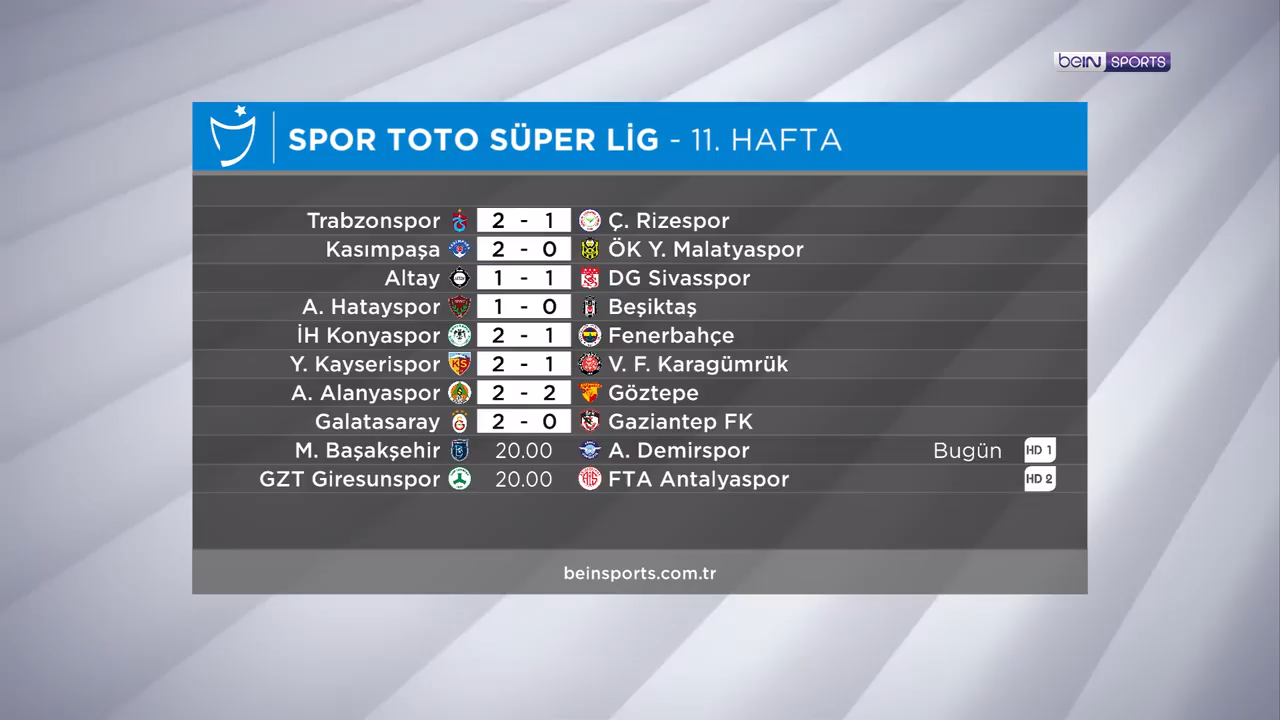 beIN SPORTS
SPOR TOTO SÜPER LİG - 11. HAFTA
Trabzonspor 2 - 1 Ç. Rizespor
Kasımpaşa 2 - 0 ÖK Y. Malatyaspor
Altay 1 - 1 DG Sivasspor
A. Hatayspor 1 - 0 Beşiktaş
İH Konyaspor 2 - 1 Fenerbahçe
Y. Kayserispor 2 - 1 V. F. Karagümrük
A. Alanyaspor 2 - 2 Göztepe
Galatasaray 2 - 0 Gaziantep FK
M. Başakşehir 20.00 A. Demirspor Bugün HD 1
GZT Giresunspor 20.00 FTA Antalyaspor HD 2
beinsports.com.tr